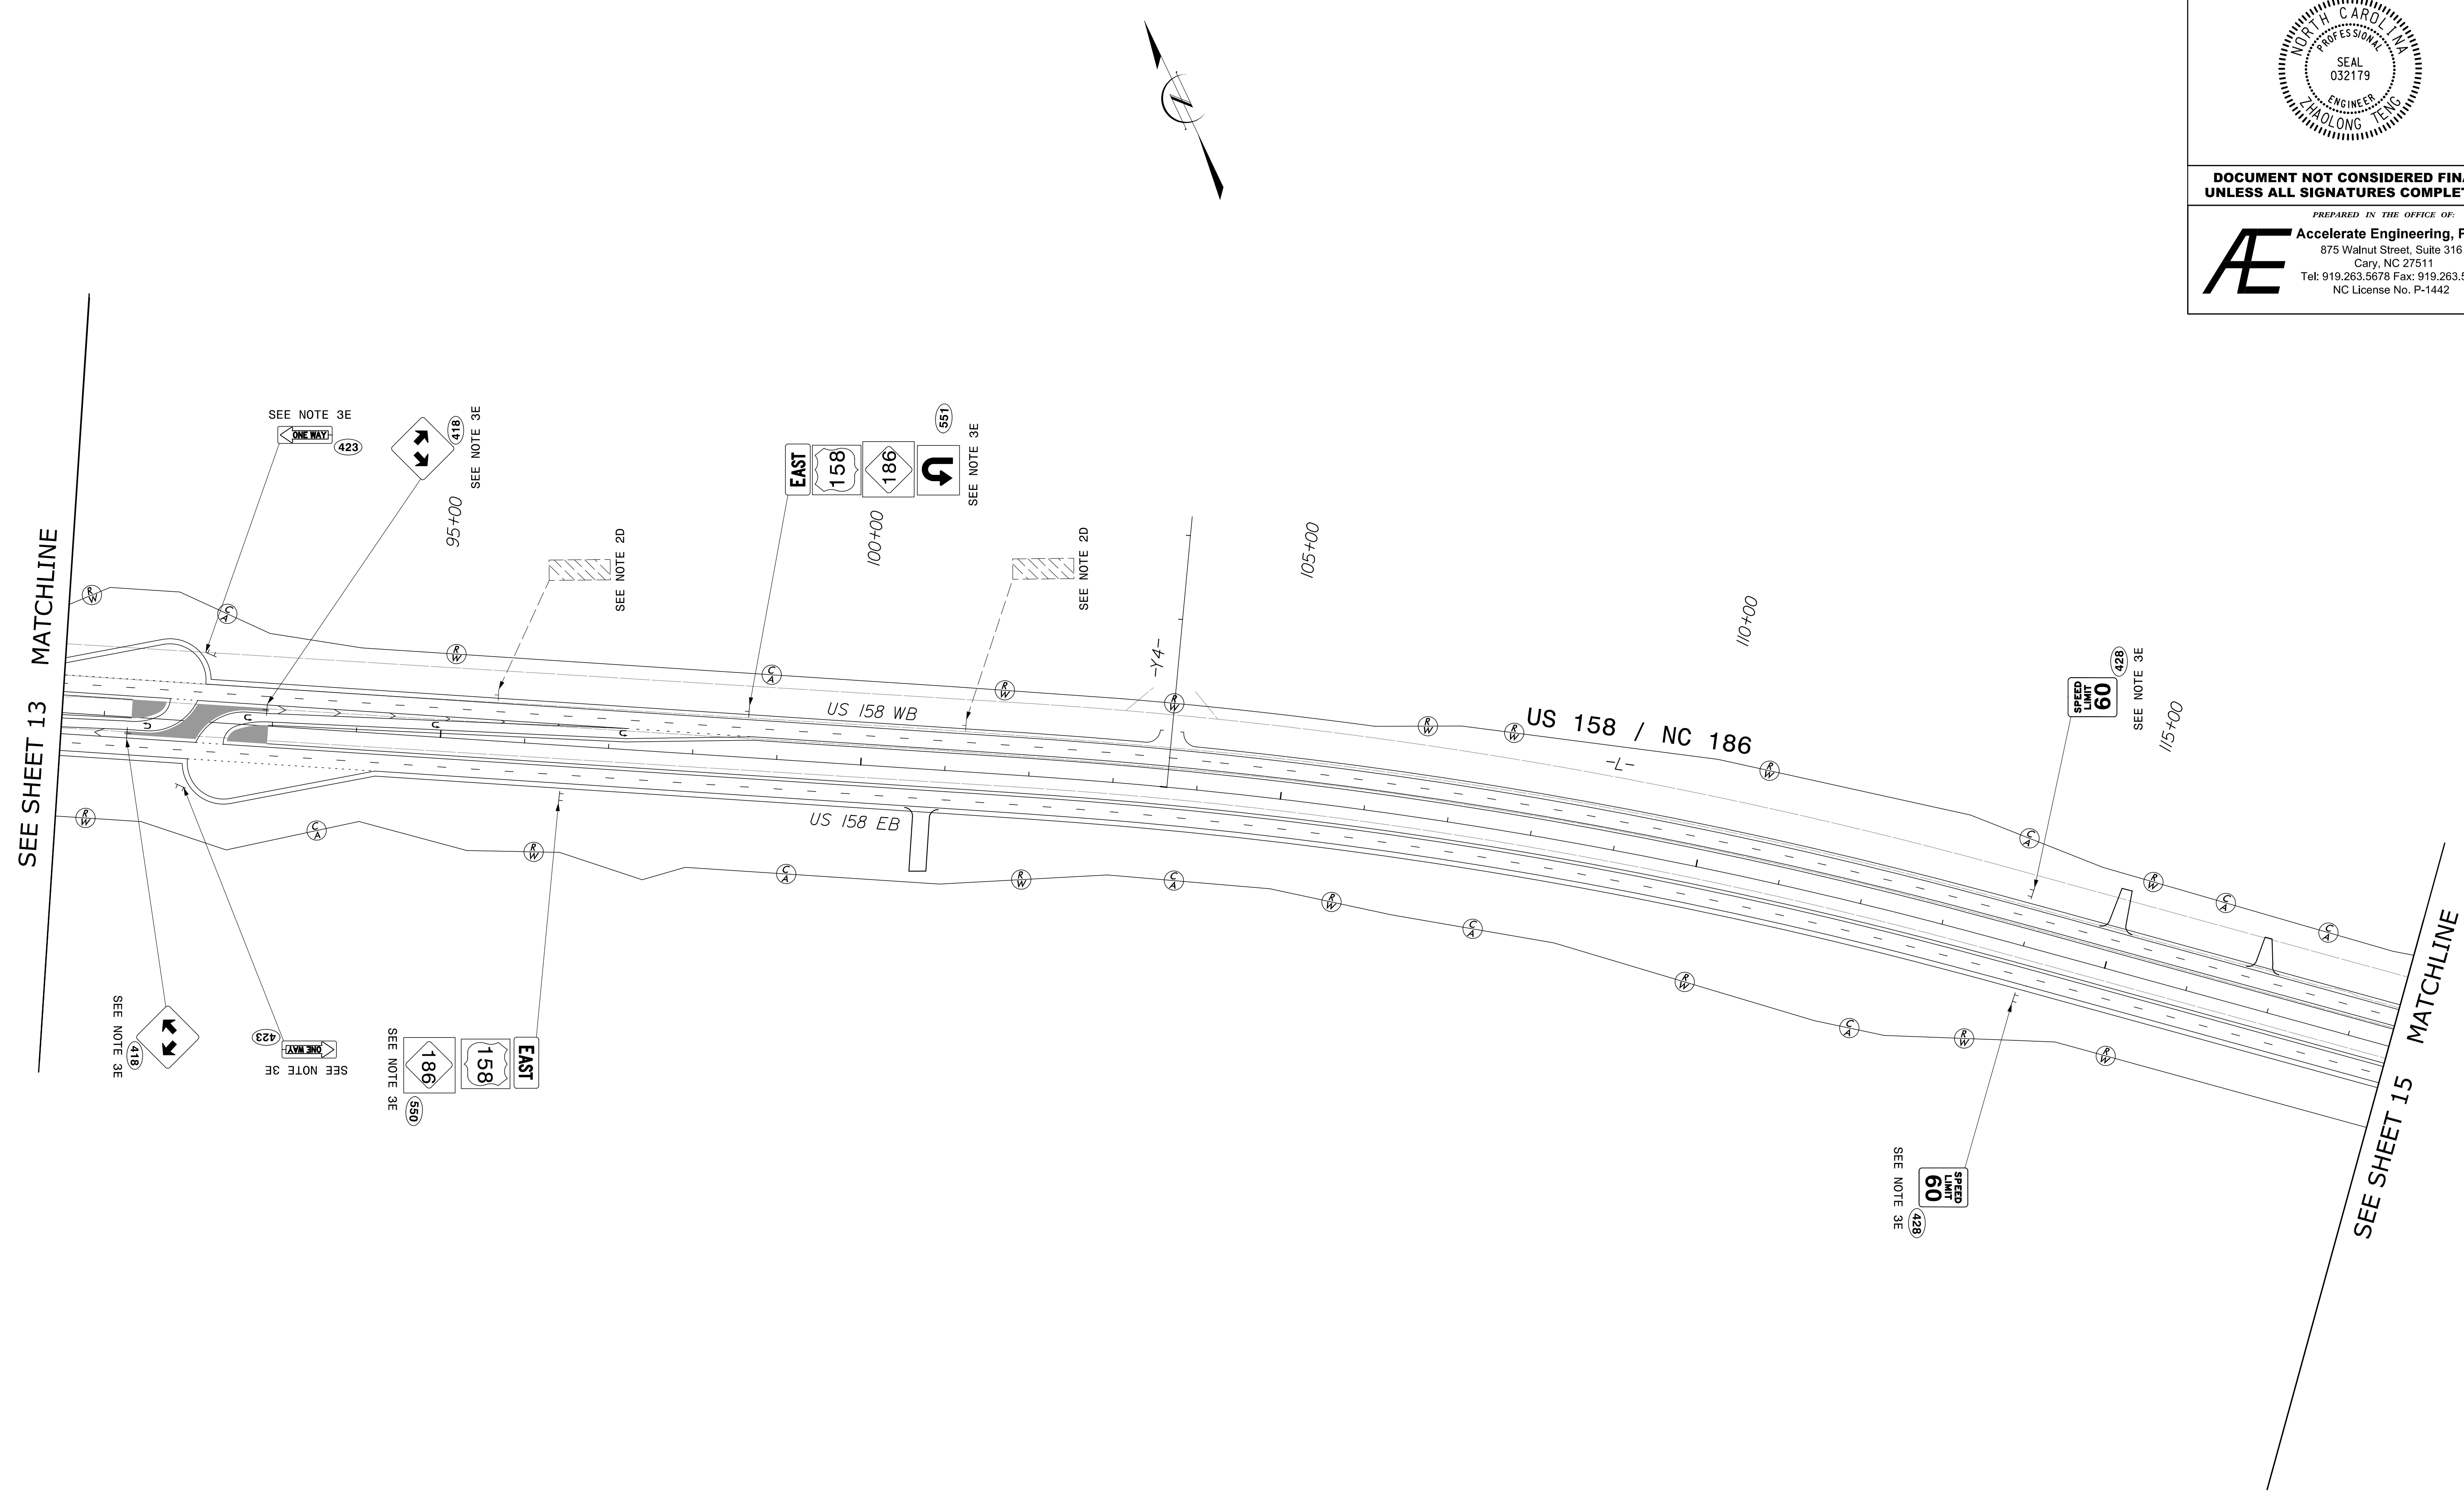 NORTH CAROLINA
PROFESSIONAL
SEAL
032179
ENGINEER
ZHAOLONG TENG
DOCUMENT NOT CONSIDERED
UNLESS ALL SIGNATURES
PREPARED IN THE OFFICE OF:
Accelerate Engineering,
875 Walnut Street, Suite 316
Cary, NC 27511
Tel: 919.263.5678 Fax:
NC License No. P-1442
Æ
N
SEE SHEET 13 MATCHLINE
SEE NOTE 3E
ONE WAY
423
418
SEE NOTE 3E
95+00
SEE NOTE 2D
EAST
158
186
551
SEE NOTE 3E
100+00
SEE NOTE 2D
-Y4-
105+00
110+00
US 158 / NC 186
-L-
SPEED
LIMIT
60
428
SEE NOTE 3E
115+00
US 158 WB
US 158 EB
R/W
C/A
R/W
C/A
R/W
R/W
R/W
R/W
R/W
C/A
R/W
C/A
C/A
R/W
C/A
R/W
C/A
R/W
C/A
R/W
C/A
R/W
C/A
R/W
R/W
SEE NOTE 3E
418
423
ONE WAY
SEE NOTE 3E
SEE NOTE 3E
550
186
158
EAST
SEE NOTE 3E
428
SPEED
LIMIT
60
SEE SHEET 15 MATCHLINE